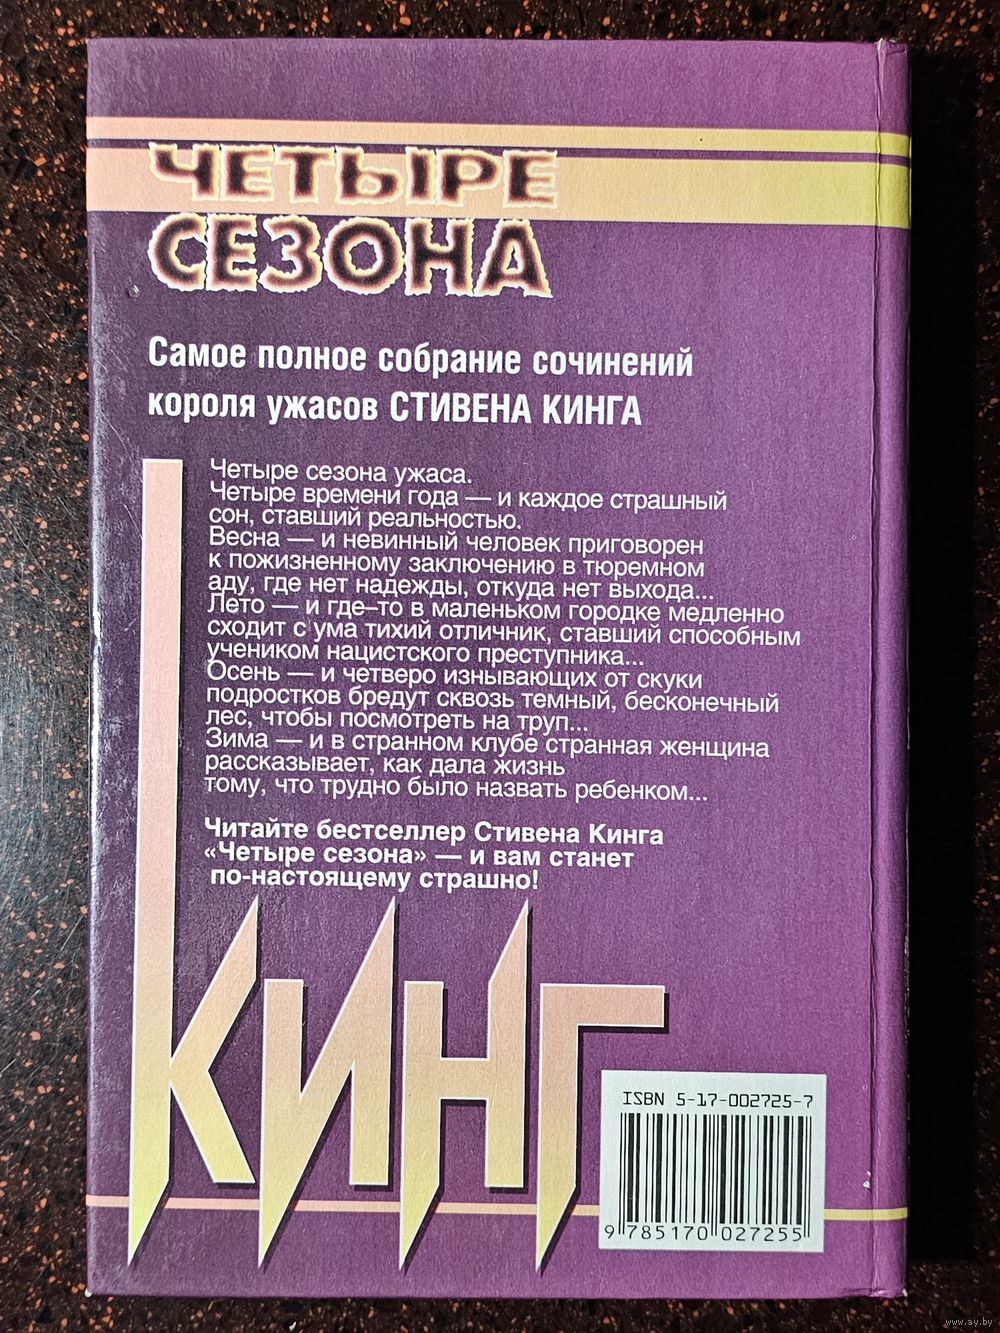 ЧЕТЫРЕ
СЕЗОНА
Самое полное собрание сочинений
короля ужасов СТИВЕНА КИНГА
Четыре сезона ужаса.
Четыре времени года — и каждое страшный
сон, ставший реальностью.
Весна — и невинный человек приговорен
к пожизненному заключению в тюремном
аду, где нет надежды, откуда нет выхода...
Лето — и где–то в маленьком городке медленно
сходит с ума тихий отличник, ставший способным
учеником нацистского преступника...
Осень — и четверо изнывающих от скуки
подростков бредут сквозь темный, бесконечный
лес, чтобы посмотреть на труп...
Зима — и в странном клубе странная женщина
рассказывает, как дала жизнь
тому, что трудно было назвать ребенком...
Читайте бестселлер Стивена Кинга
«Четыре сезона» — и вам станет
по-настоящему страшно!
КИНГ
ISBN 5-17-002725-7
9 785170 027255
www.ay.by